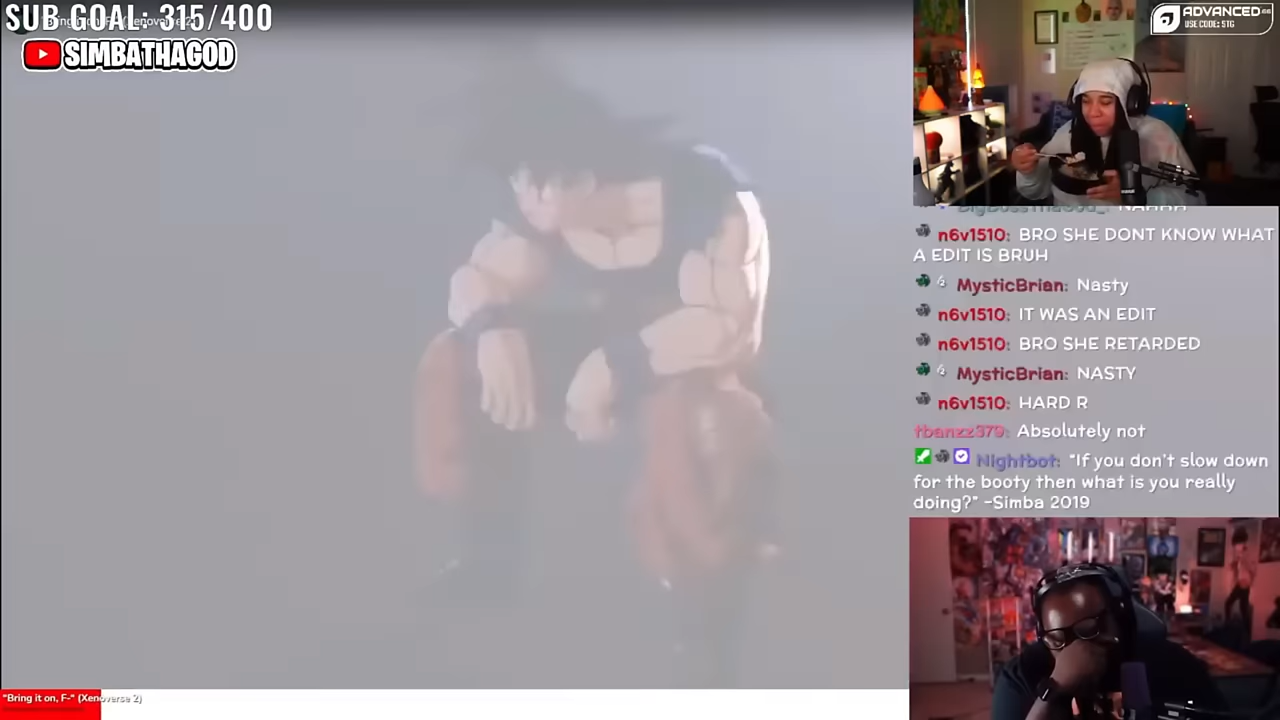 SUB GOAL: 315/400
SIMBATHAGOD
ADVANCED.GG
USE CODE: STG
n6v1510: BRO SHE DONT KNOW WHAT
A EDIT IS BRUH
MysticBrian: Nasty
n6v1510: IT WAS AN EDIT
n6v1510: BRO SHE RETARDED
MysticBrian: NASTY
n6v1510: HARD R
tbanzz379: Absolutely not
Nightbot: "If you don't slow down
for the booty then what is you really
doing?" -Simba 2019
"Bring it on, F-" (Xenoverse 2)